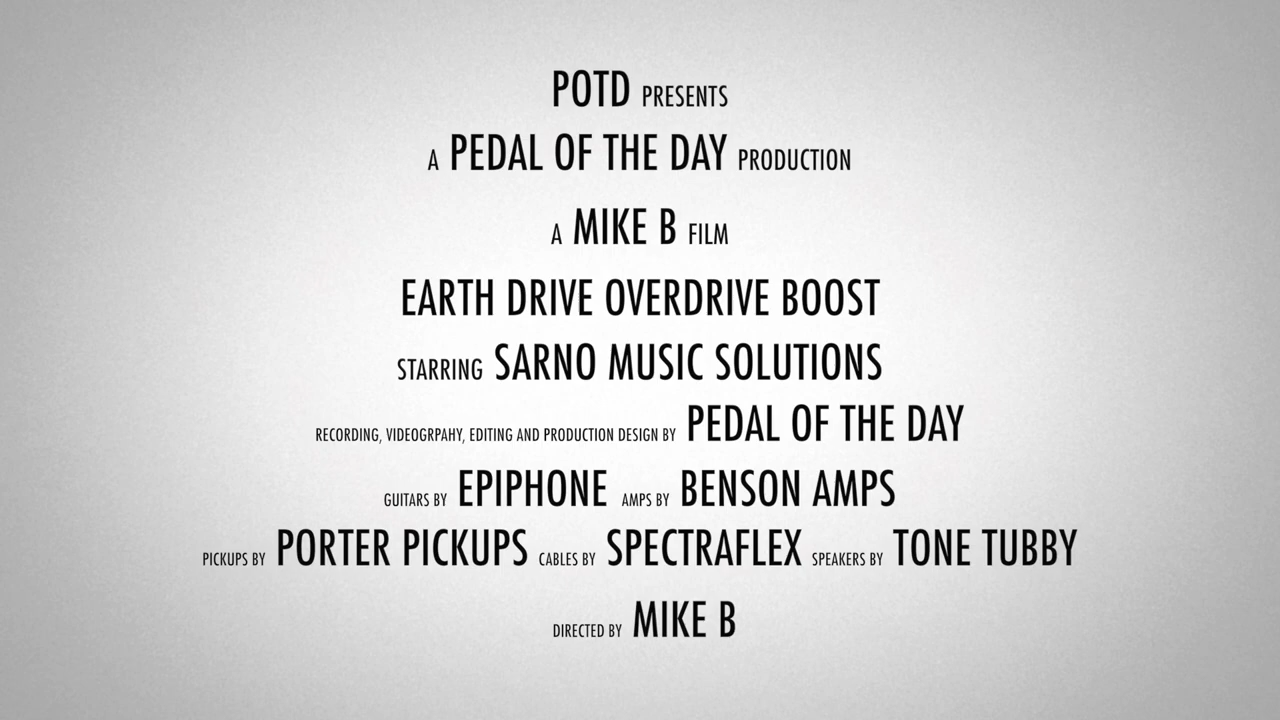 POTD PRESENTS
A PEDAL OF THE DAY PRODUCTION
A MIKE B FILM
EARTH DRIVE OVERDRIVE BOOST
STARRING SARNO MUSIC SOLUTIONS
RECORDING, VIDEOGRPAHY, EDITING AND PRODUCTION DESIGN BY PEDAL OF THE DAY
GUITARS BY EPIPHONE AMPS BY BENSON AMPS
PICKUPS BY PORTER PICKUPS CABLES BY SPECTRAFLEX SPEAKERS BY TONE TUBBY
DIRECTED BY MIKE B